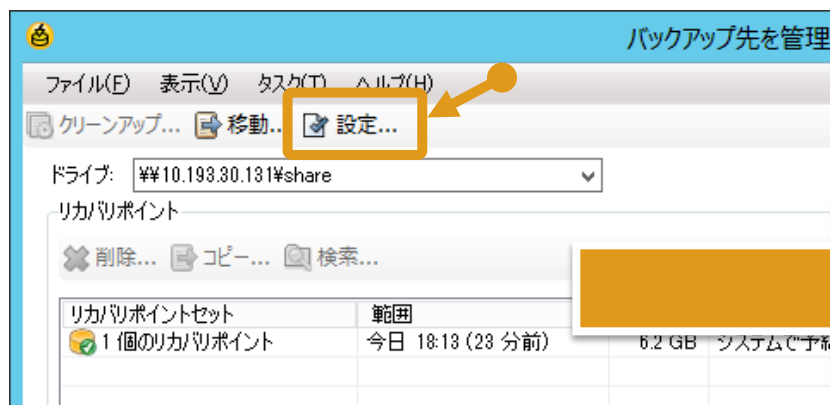 バックアップ先を管理
ファイル(F) 表示(V) タスク(T) ヘルプ(H)
クリーンアップ... 移動... 設定...
ドライブ: ¥¥10.193.30.131¥share
リカバリポイント
削除... コピー... 検索...
リカバリポイントセット 範囲
1 個のリカバリポイント 今日 18:13 (23 分前) 6.2 GB システムで予約